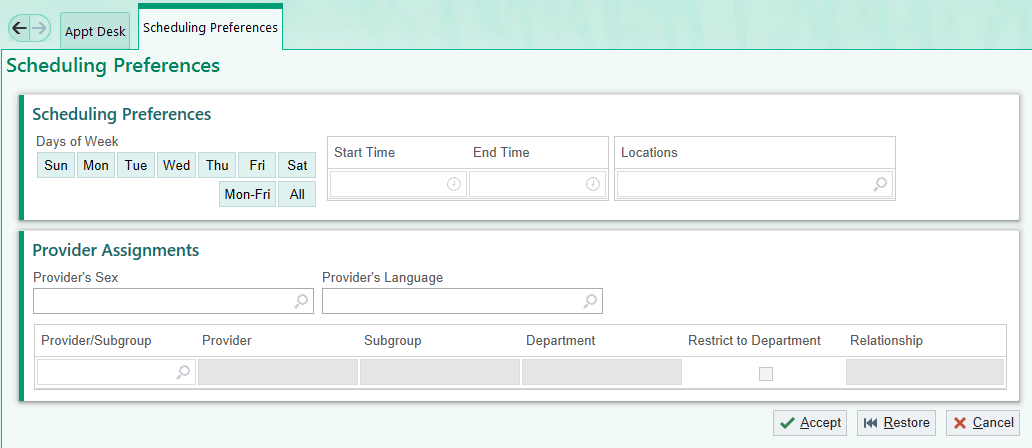 Appt Desk
Scheduling Preferences
Scheduling Preferences
Scheduling Preferences
Days of Week
Sun Mon Tue Wed Thu Fri Sat
Mon-Fri All
Start Time End Time
Locations
Provider Assignments
Provider's Sex
Provider's Language
Provider/Subgroup Provider Subgroup Department Restrict to Department Relationship
Accept Restore Cancel